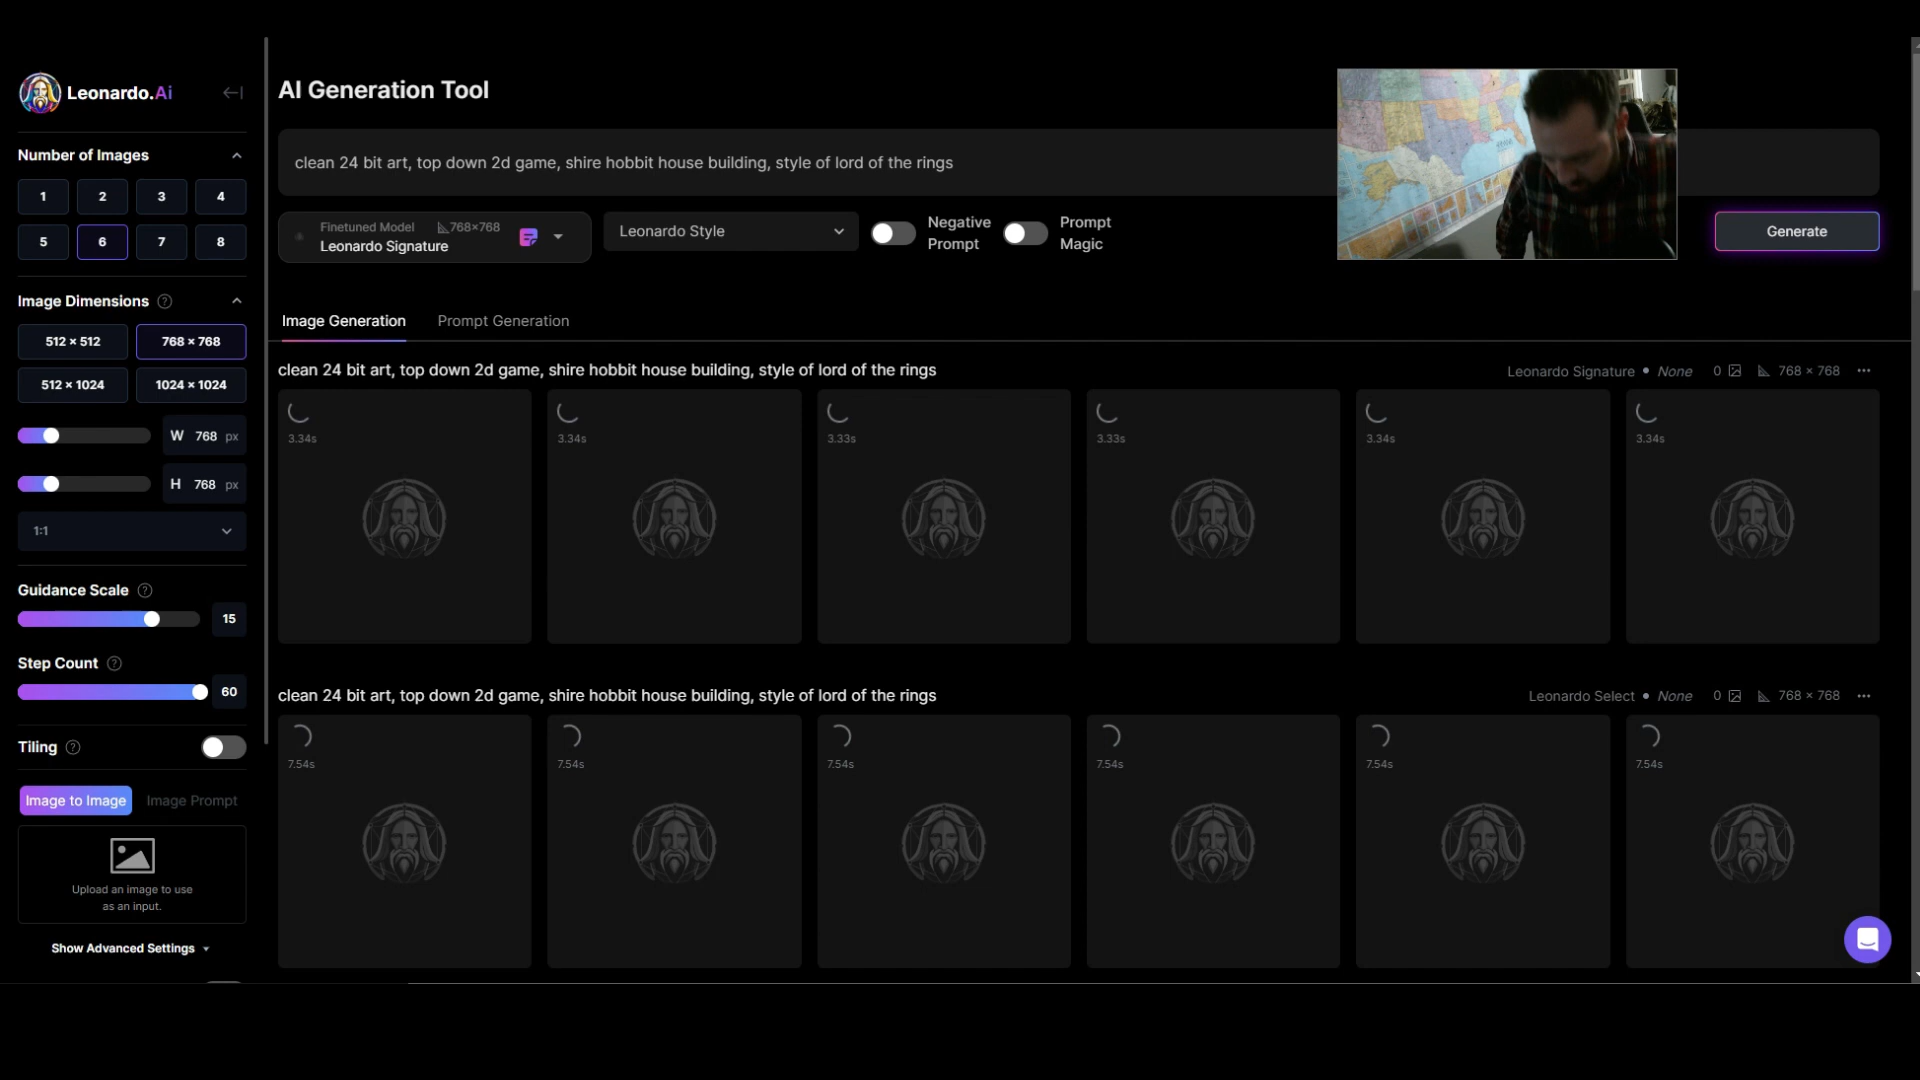 Leonardo.Ai
Number of Images
1 2 3 4
5 6 7 8
Image Dimensions ?
512 × 512 768 × 768
512 × 1024 1024 × 1024
W 768 px
H 768 px
1:1
Guidance Scale ?
15
Step Count ?
60
Tiling ?
Image to Image Image Prompt
Upload an image to use
as an input.
Show Advanced Settings
AI Generation Tool
clean 24 bit art, top down 2d game, shire hobbit house building, style of lord of the rings
Finetuned Model 768×768
Leonardo Signature
Leonardo Style
Negative
Prompt
Prompt
Magic
Generate
Image Generation Prompt Generation
clean 24 bit art, top down 2d game, shire hobbit house building, style of lord of the rings
Leonardo Signature • None 0 768 × 768 ···
3.34s 3.34s 3.33s 3.33s 3.34s 3.34s
clean 24 bit art, top down 2d game, shire hobbit house building, style of lord of the rings
Leonardo Select • None 0 768 × 768 ···
7.54s 7.54s 7.54s 7.54s 7.54s 7.54s